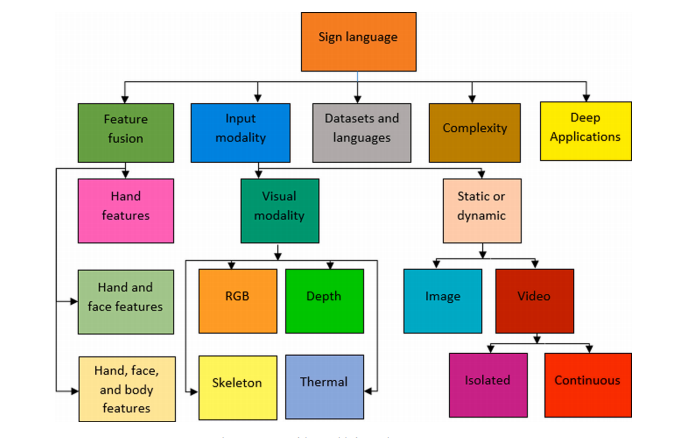 Sign language
Feature
fusion
Input
modality
Datasets and
languages
Complexity
Deep
Applications
Hand
features
Visual
modality
Static or
dynamic
Hand and
face features
RGB
Depth
Image
Video
Hand, face,
and body
features
Skeleton
Thermal
Isolated
Continuous